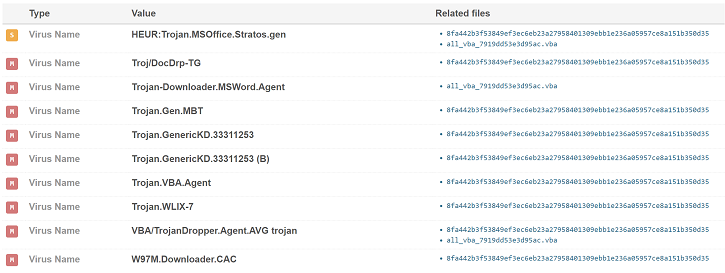 Type Value Related files
S Virus Name HEUR:Trojan.MSOffice.Stratos.gen • 8fa442b3f53849ef3ec6eb23a27958401309ebb1e236a05957ce8a151b350d35
• all_vba_7919dd53e3d95ac.vba
M Virus Name Troj/DocDrp-TG • 8fa442b3f53849ef3ec6eb23a27958401309ebb1e236a05957ce8a151b350d35
M Virus Name Trojan-Downloader.MSWord.Agent • all_vba_7919dd53e3d95ac.vba
M Virus Name Trojan.Gen.MBT • 8fa442b3f53849ef3ec6eb23a27958401309ebb1e236a05957ce8a151b350d35
M Virus Name Trojan.GenericKD.33311253 • 8fa442b3f53849ef3ec6eb23a27958401309ebb1e236a05957ce8a151b350d35
M Virus Name Trojan.GenericKD.33311253 (B) • 8fa442b3f53849ef3ec6eb23a27958401309ebb1e236a05957ce8a151b350d35
M Virus Name Trojan.VBA.Agent • 8fa442b3f53849ef3ec6eb23a27958401309ebb1e236a05957ce8a151b350d35
M Virus Name Trojan.WLIX-7 • 8fa442b3f53849ef3ec6eb23a27958401309ebb1e236a05957ce8a151b350d35
M Virus Name VBA/TrojanDropper.Agent.AVG trojan • 8fa442b3f53849ef3ec6eb23a27958401309ebb1e236a05957ce8a151b350d35
• all_vba_7919dd53e3d95ac.vba
M Virus Name W97M.Downloader.CAC • 8fa442b3f53849ef3ec6eb23a27958401309ebb1e236a05957ce8a151b350d35